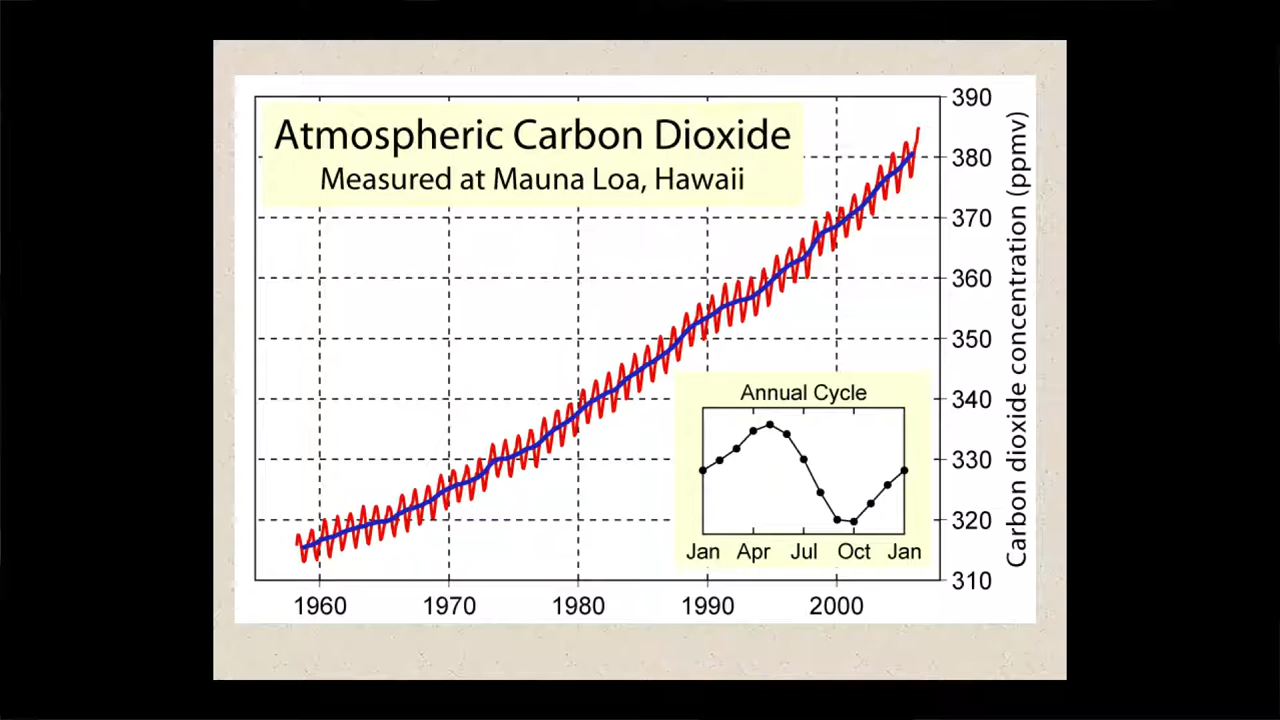 Atmospheric Carbon Dioxide
Measured at Mauna Loa, Hawaii
390
380
370
360
350
340
330
320
310
Carbon dioxide concentration (ppmv)
Annual Cycle
Jan Apr Jul Oct Jan
1960 1970 1980 1990 2000